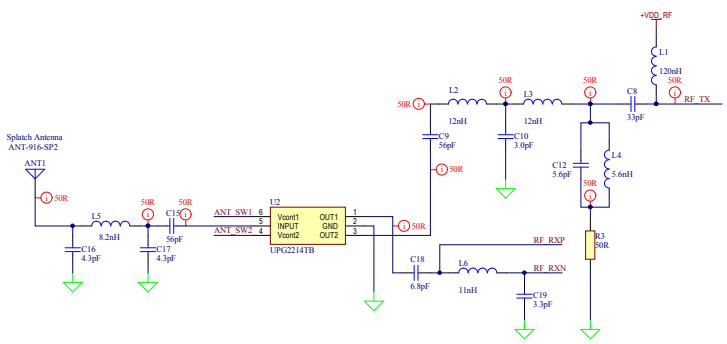 +VDD_RF
L1
120nH
50R
L2
50R
L3
50R
C8
50R
RF_TX
50R
12nH
12nH
33pF
C9
56pF
C10
3.0pF
Splatch Antenna
ANT-916-SP2
ANT1
C12
5.6pF
L4
5.6nH
50R
50R
50R
50R
C15
50R
L5
8.2nH
56pF
ANT_SW1
ANT_SW2
U2
6
5
4
Vcont1
INPUT
Vcont2
OUT1
GND
OUT2
1
2
3
UPG2214TB
50R
R3
50R
C16
4.3pF
C17
4.3pF
RF_RXP
C18
6.8pF
L6
11nH
RF_RXN
C19
3.3pF